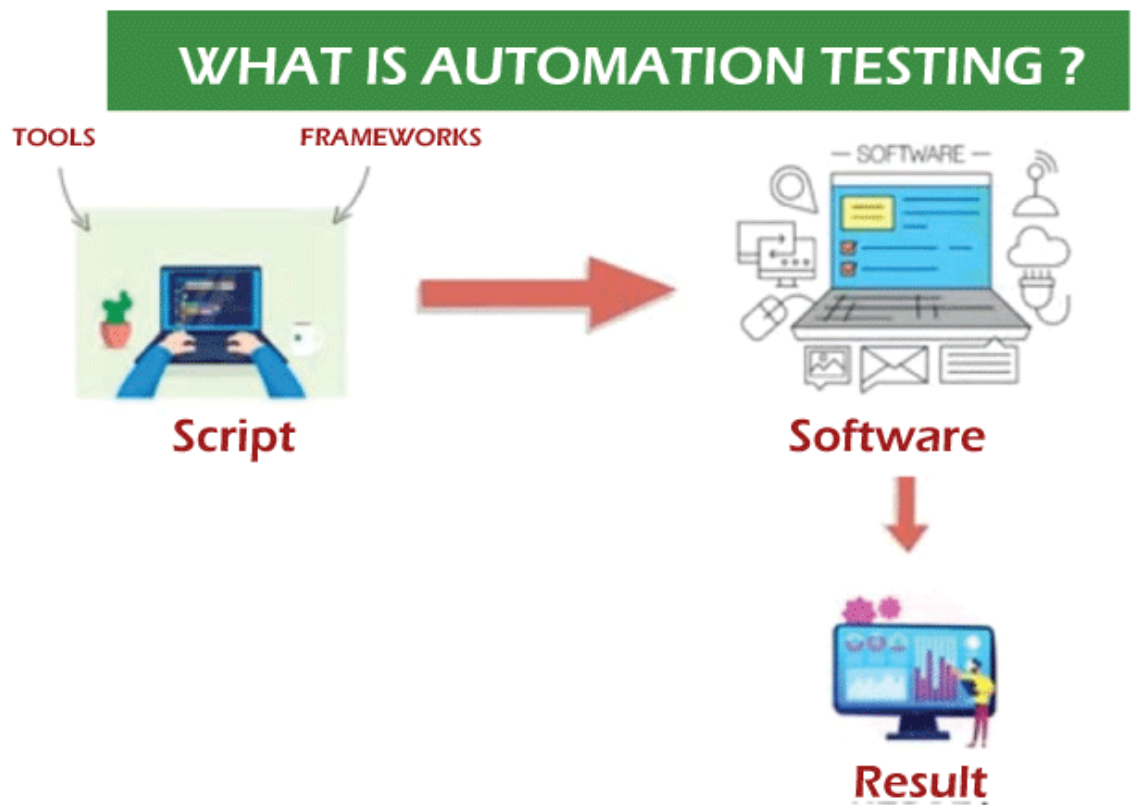 WHAT IS AUTOMATION TESTING ?
TOOLS
FRAMEWORKS
— SOFTWARE —
Script
Software
Result